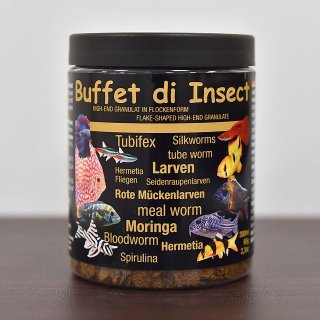 Buffet di Insect
HIGH-END GRANULAT IN FLOCKENFORM
FLAKE-SHAPED HIGH-END GRANULATE
Tubifex
Silkworms
tube worm
Hermetia
Fliegen
Larven
Seidenraupenlarven
Rote Mückenlarven
meal worm
Moringa
Bloodworm
Hermetia
Spirulina
300ml